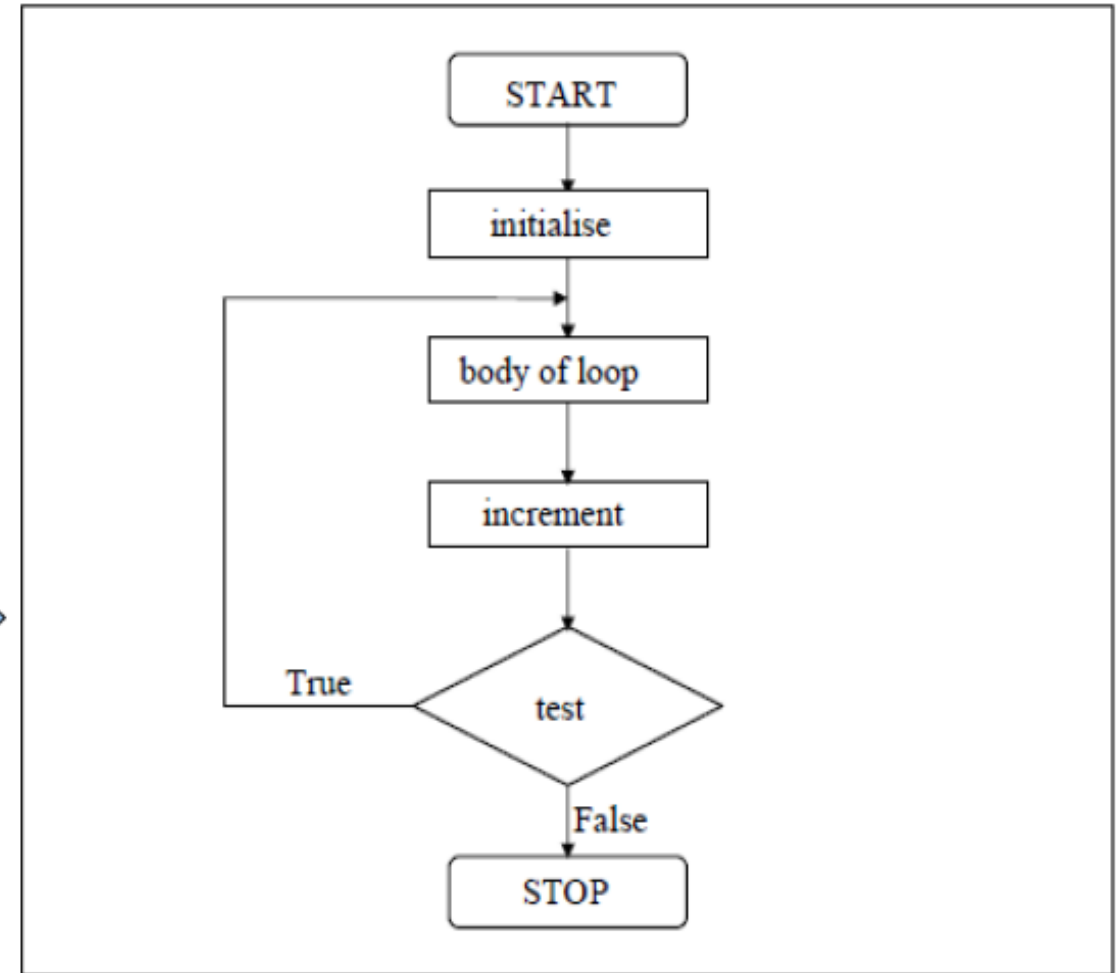 START
initialise
body of loop
increment
True
test
False
STOP